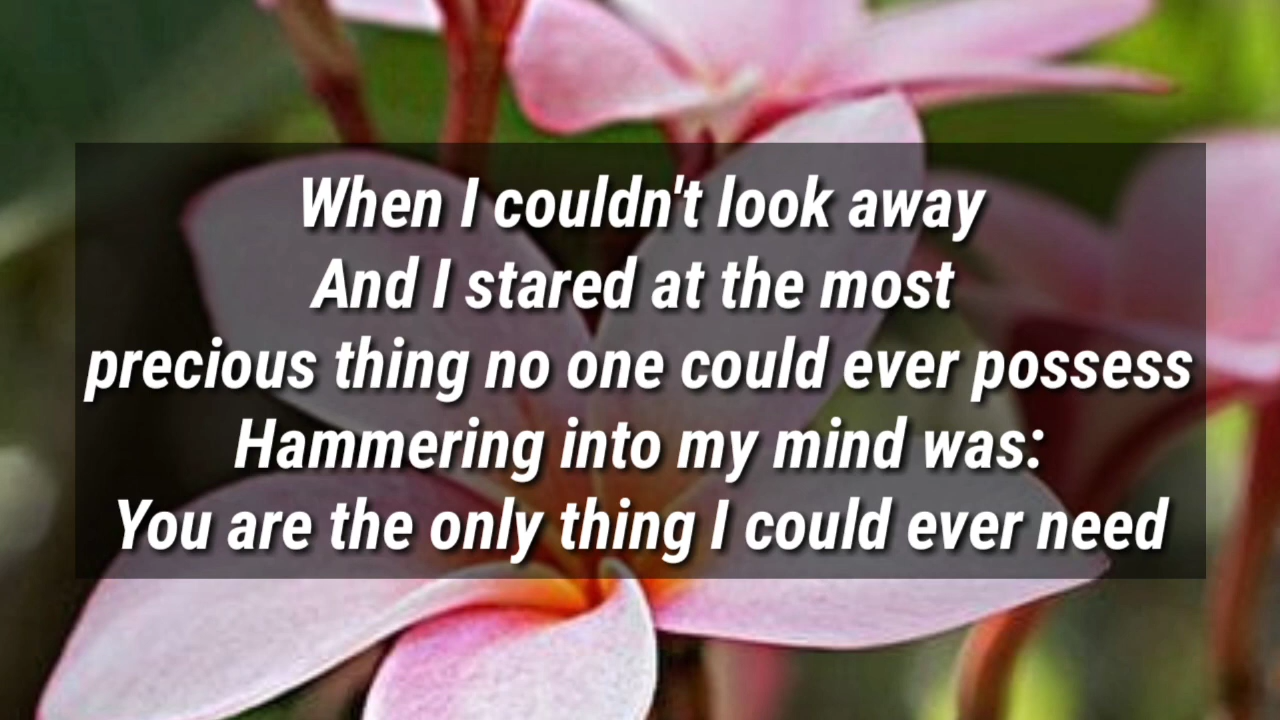 When I couldn't look away
And I stared at the most
precious thing no one could ever possess
Hammering into my mind was:
You are the only thing I could ever need